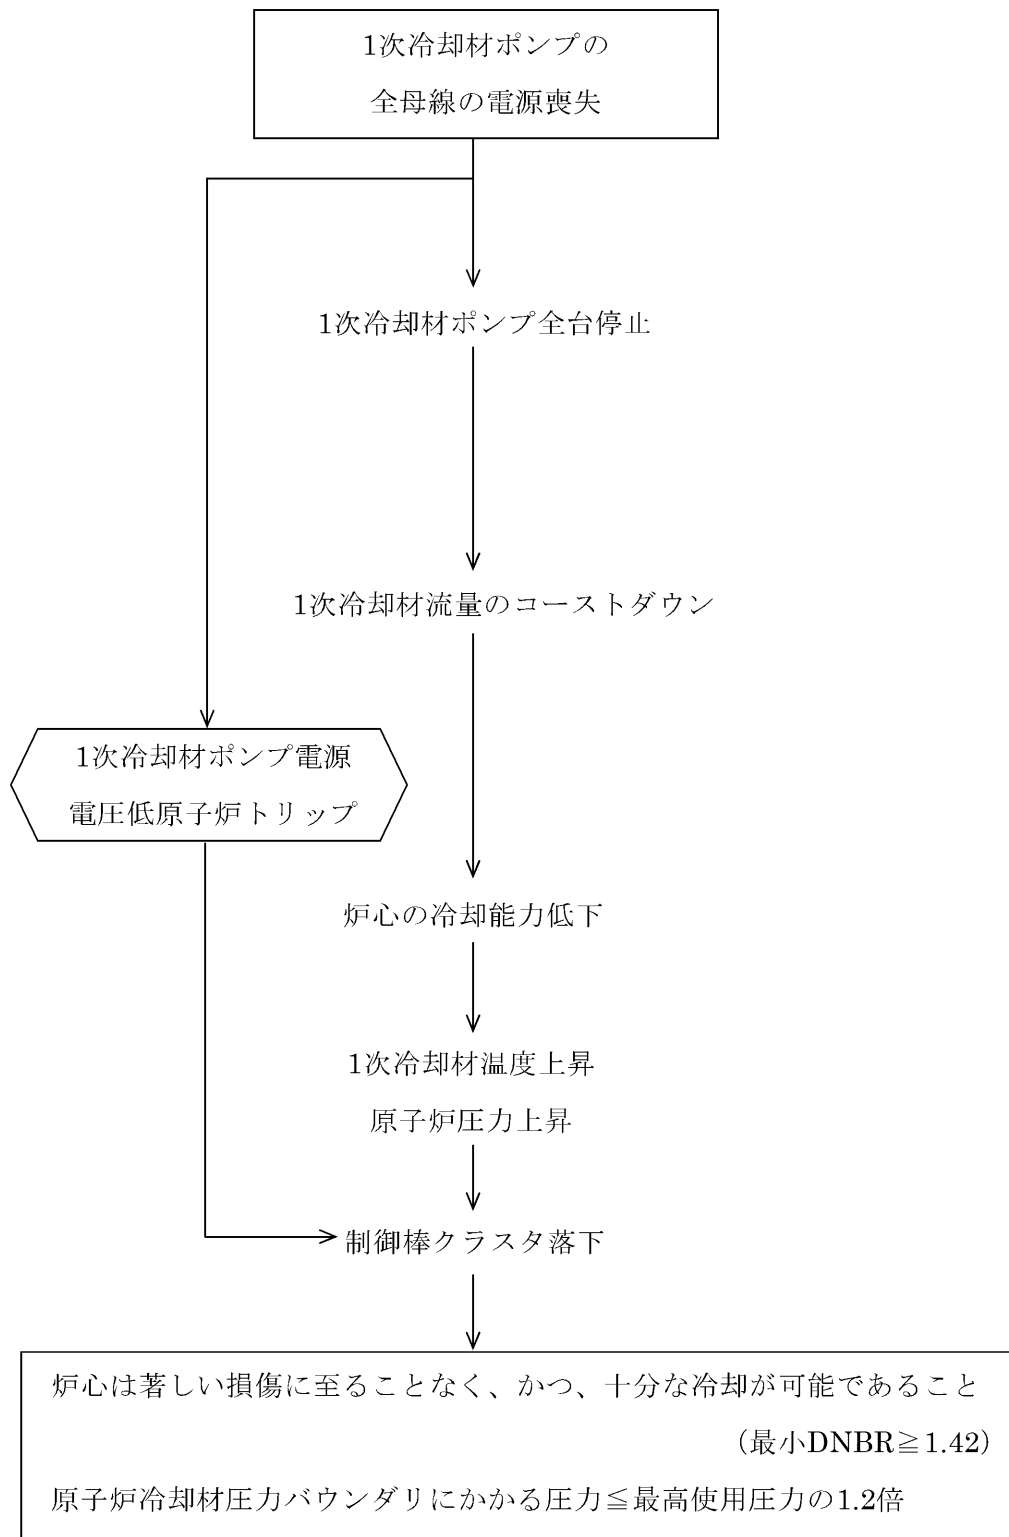 1次冷却材ポンプの
全母線の電源喪失
1次冷却材ポンプ全台停止
1次冷却材流量のコーストダウン
1次冷却材ポンプ電源
電圧低原子炉トリップ
炉心の冷却能力低下
1次冷却材温度上昇
原子炉圧力上昇
制御棒クラスタ落下
炉心は著しい損傷に至ることなく、かつ、十分な冷却が可能であること
（最小DNBR≧1.42）
原子炉冷却材圧力バウンダリにかかる圧力≦最高使用圧力の1.2倍